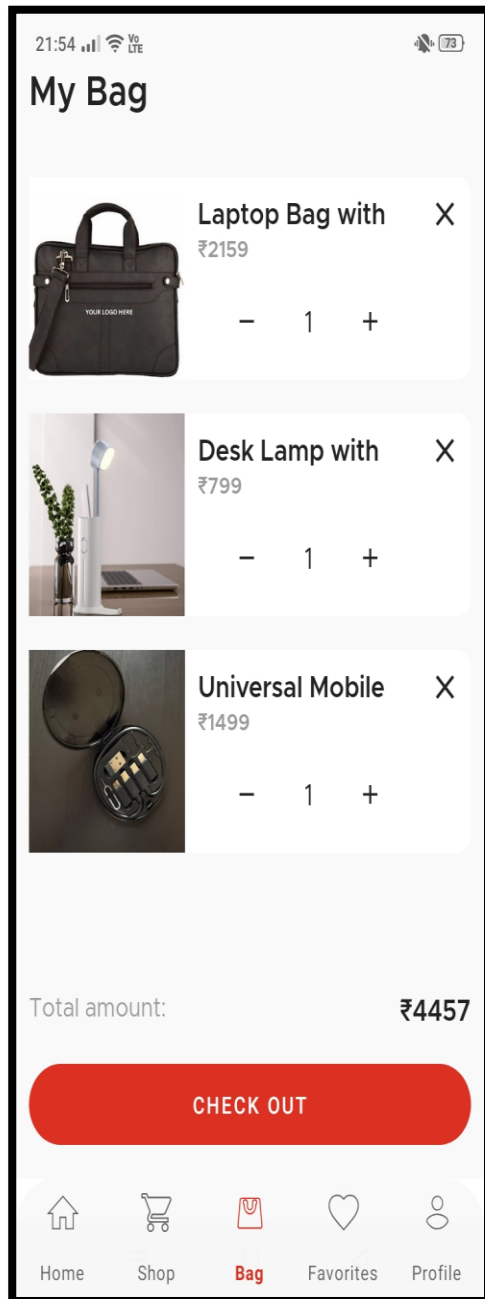 21:54 Vo LTE 73
My Bag
Laptop Bag with X
₹2159
YOUR LOGO HERE
− 1 +
Desk Lamp with X
₹799
− 1 +
Universal Mobile X
₹1499
− 1 +
Total amount: ₹4457
CHECK OUT
Home Shop Bag Favorites Profile